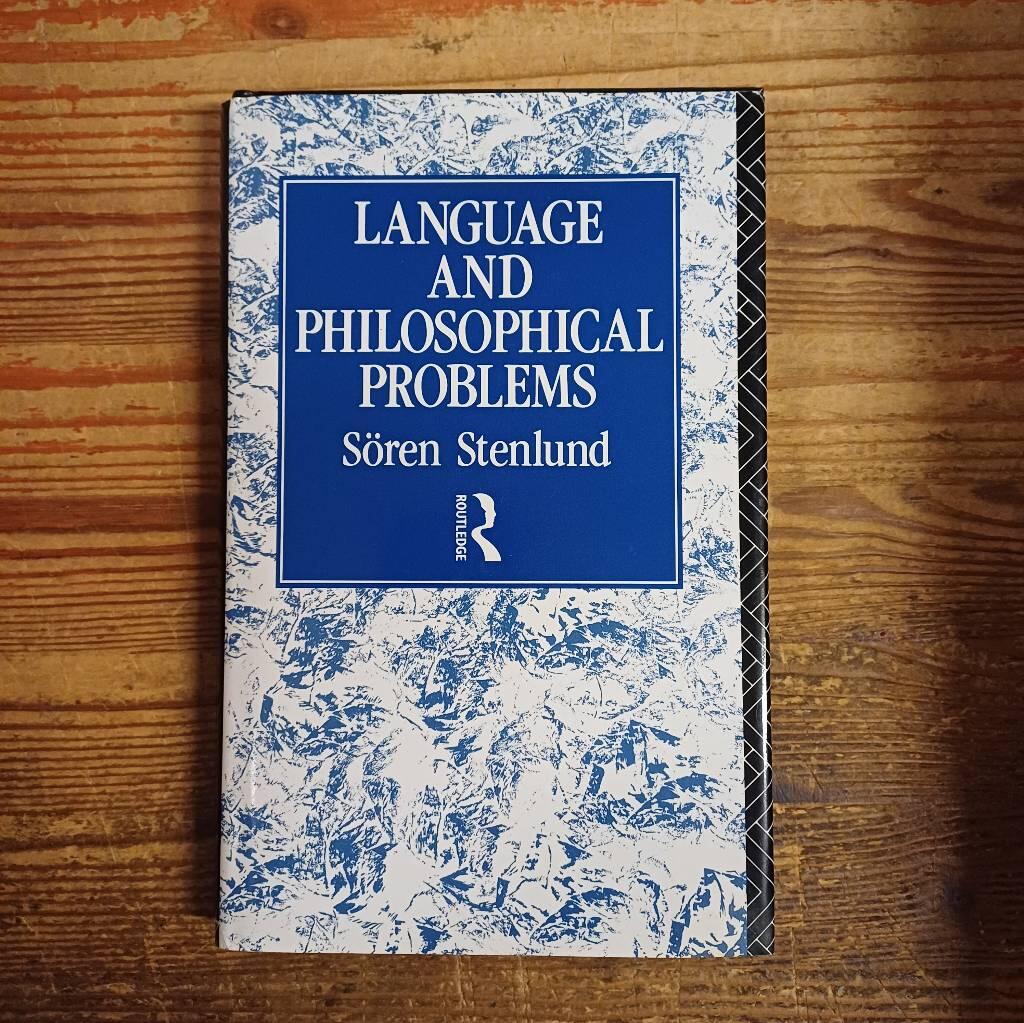 LANGUAGE
AND
PHILOSOPHICAL
PROBLEMS
Sören Stenlund
ROUTLEDGE